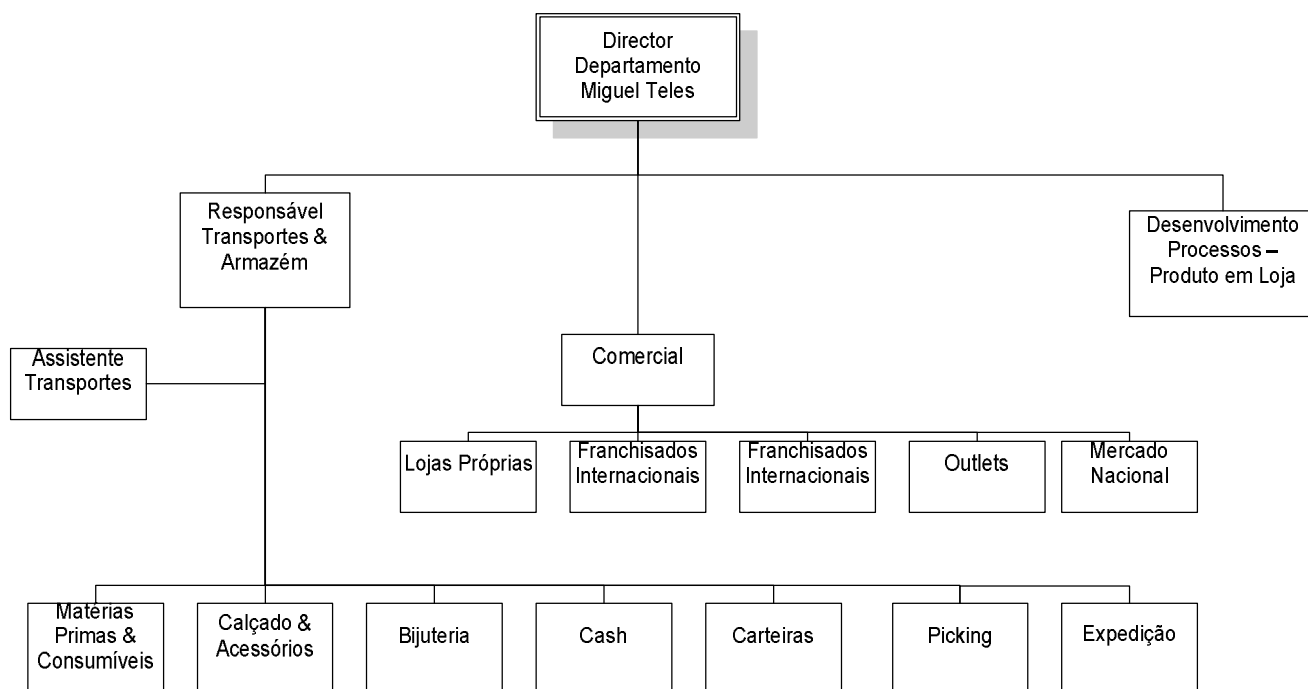 Director
Departamento
Miguel Teles
Responsável
Transportes &
Armazém
Desenvolvimento
Processos –
Produto em Loja
Assistente
Transportes
Comercial
Lojas Próprias
Franchisados
Internacionais
Franchisados
Internacionais
Outlets
Mercado
Nacional
Matérias
Primas &
Consumíveis
Calçado &
Acessórios
Bijuteria
Cash
Carteiras
Picking
Expedição